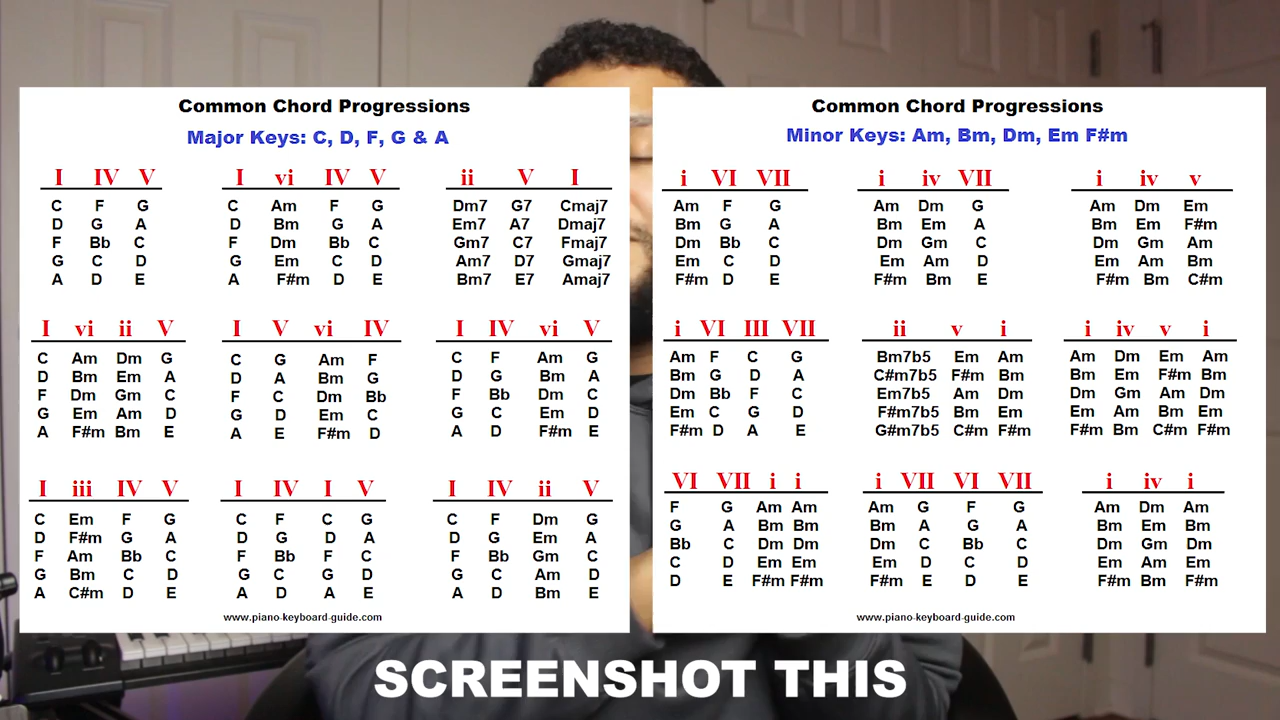 Common Chord Progressions
Major Keys: C, D, F, G & A
I IV V
C F G
D G A
F Bb C
G C D
A D E
I vi IV V
C Am F G
D Bm G A
F Dm Bb C
G Em C D
A F#m D E
ii V I
Dm7 G7 Cmaj7
Em7 A7 Dmaj7
Gm7 C7 Fmaj7
Am7 D7 Gmaj7
Bm7 E7 Amaj7
I vi ii V
C Am Dm G
D Bm Em A
F Dm Gm C
G Em Am D
A F#m Bm E
I V vi IV
C G Am F
D A Bm G
F C Dm Bb
G D Em C
A E F#m D
I IV vi V
C F Am G
D G Bm A
F Bb Dm C
G C Em D
A D F#m E
I iii IV V
C Em F G
D F#m G A
F Am Bb C
G Bm C D
A C#m D E
I IV I V
C F C G
D G D A
F Bb F C
G C G D
A D A E
I IV ii V
C F Dm G
D G Em A
F Bb Gm C
G C Am D
A D Bm E
www.piano-keyboard-guide.com
Common Chord Progressions
Minor Keys: Am, Bm, Dm, Em F#m
i VI VII
Am F G
Bm G A
Dm Bb C
Em C D
F#m D E
i iv VII
Am Dm G
Bm Em A
Dm Gm C
Em Am D
F#m Bm E
i iv v
Am Dm Em
Bm Em F#m
Dm Gm Am
Em Am Bm
F#m Bm C#m
i VI III VII
Am F C G
Bm G D A
Dm Bb F C
Em C G D
F#m D A E
ii v i
Bm7b5 Em Am
C#m7b5 F#m Bm
Em7b5 Am Dm
F#m7b5 Bm Em
G#m7b5 C#m F#m
i iv v i
Am Dm Em Am
Bm Em F#m Bm
Dm Gm Am Dm
Em Am Bm Em
F#m Bm C#m F#m
VI VII i i
F G Am Am
G A Bm Bm
Bb C Dm Dm
C D Em Em
D E F#m F#m
i VII VI VII
Am G F G
Bm A G A
Dm C Bb C
Em D C D
F#m E D E
i iv i
Am Dm Am
Bm Em Bm
Dm Gm Dm
Em Am Em
F#m Bm F#m
www.piano-keyboard-guide.com
SCREENSHOT THIS